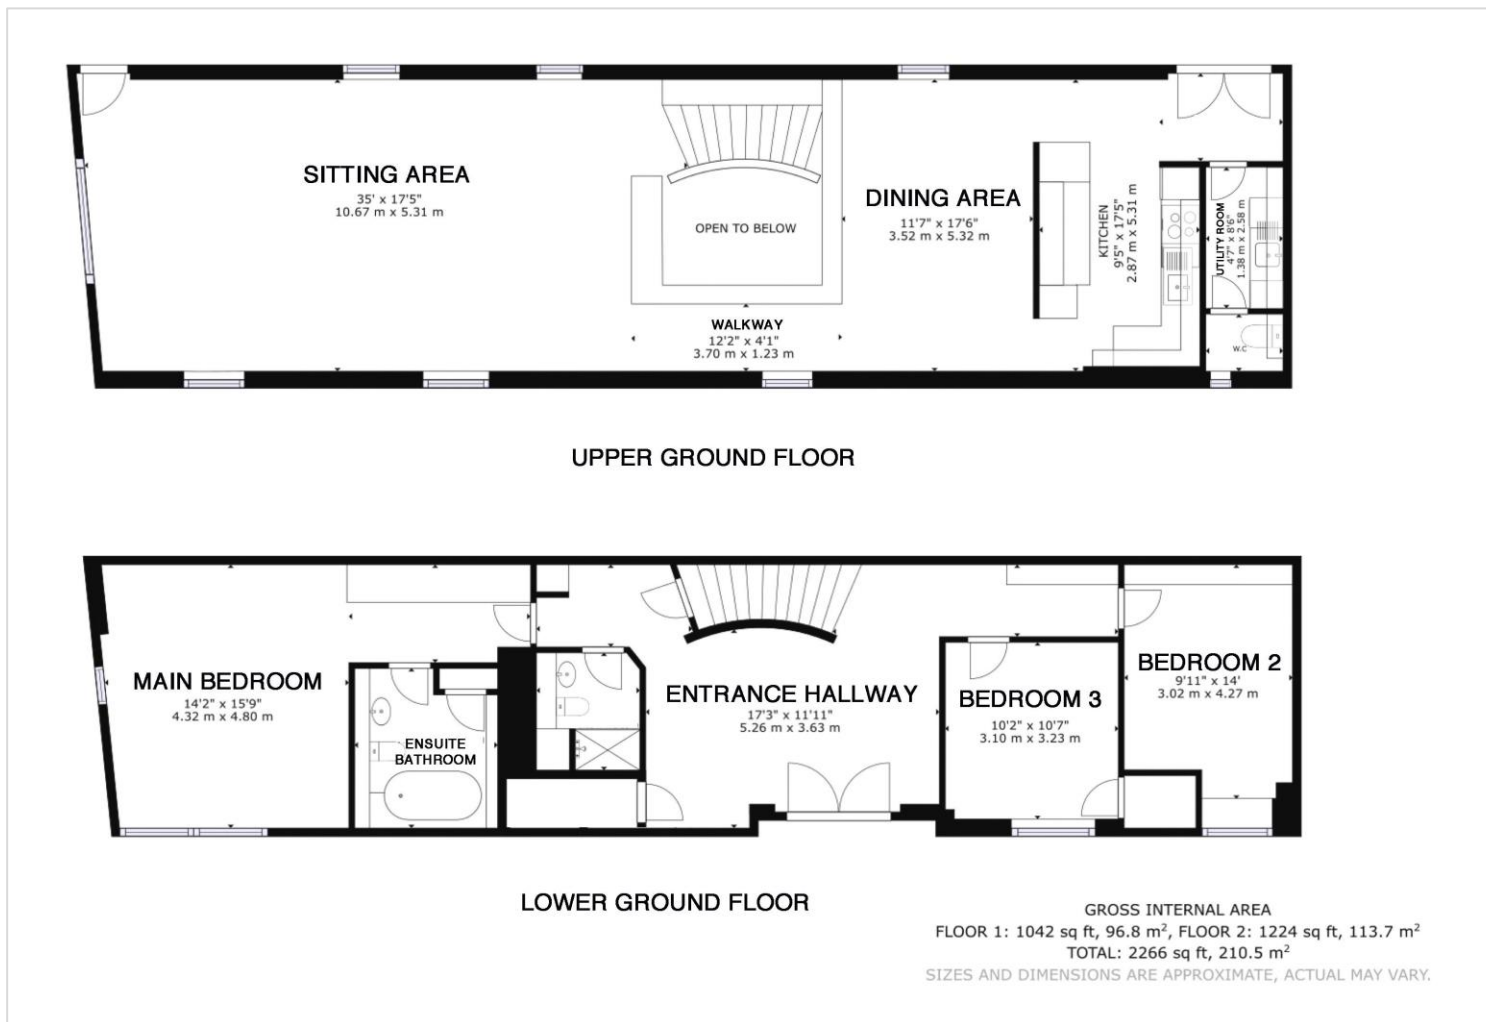 SITTING AREA
35' x 17'5"
10.67 m x 5.31 m
OPEN TO BELOW
DINING AREA
11'7" x 17'6"
3.52 m x 5.32 m
KITCHEN
9'5" x 17'5"
2.87 m x 5.31 m
UTILITY ROOM
4'7" x 8'6"
1.38 m x 2.58 m
WALKWAY
12'2" x 4'1"
3.70 m x 1.23 m
W.C
UPPER GROUND FLOOR
MAIN BEDROOM
14'2" x 15'9"
4.32 m x 4.80 m
ENSUITE
BATHROOM
ENTRANCE HALLWAY
17'3" x 11'11"
5.26 m x 3.63 m
BEDROOM 3
10'2" x 10'7"
3.10 m x 3.23 m
BEDROOM 2
9'11" x 14'
3.02 m x 4.27 m
LOWER GROUND FLOOR
GROSS INTERNAL AREA
FLOOR 1: 1042 sq ft, 96.8 m², FLOOR 2: 1224 sq ft, 113.7 m²
TOTAL: 2266 sq ft, 210.5 m²
SIZES AND DIMENSIONS ARE APPROXIMATE, ACTUAL MAY VARY.